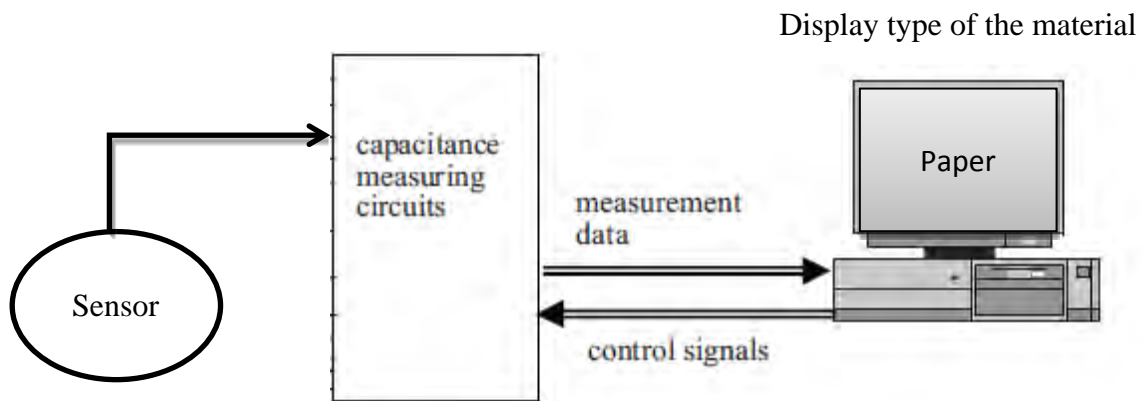 Display type of the material
capacitance
measuring
circuits
Paper
measurement
data
Sensor
control signals